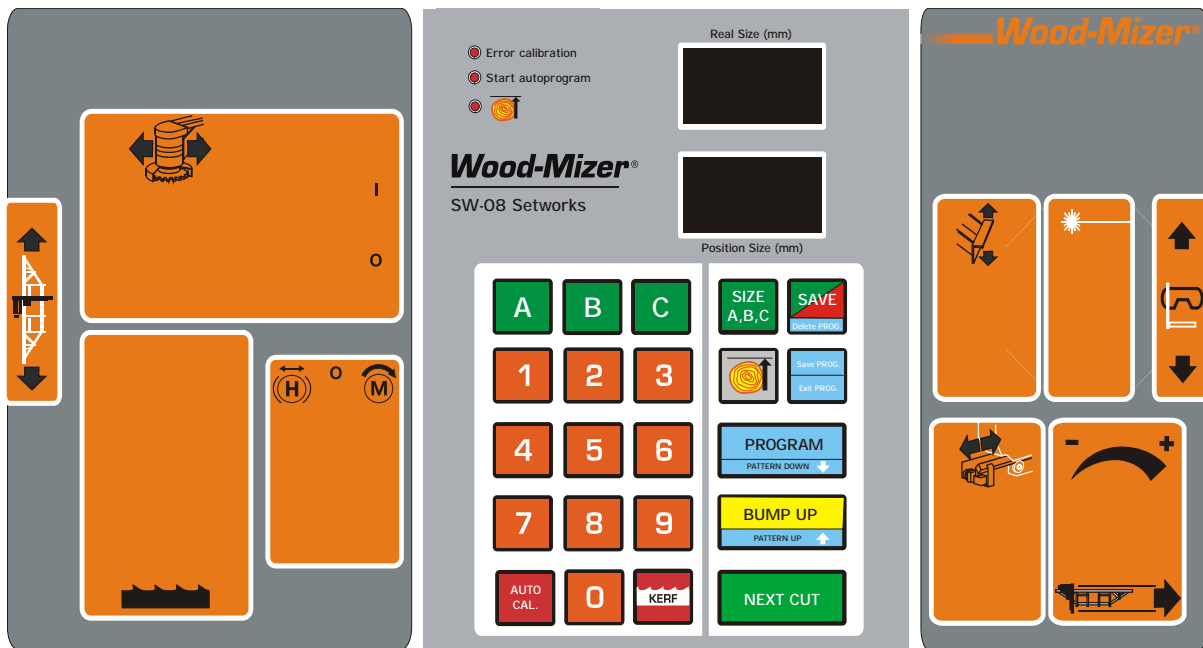 I
O
H
O
M
Error calibration
Start autoprogram
Real Size (mm)
Wood-Mizer®
SW-08 Setworks
Position Size (mm)
A
B
C
SIZE
A,B,C
SAVE
Delete PROG.
1
2
3
Save PROG.
Exit PROG.
4
5
6
PROGRAM
PATTERN DOWN
7
8
9
BUMP UP
PATTERN UP
AUTO
CAL.
0
KERF
NEXT CUT
Wood-Mizer®
-
+